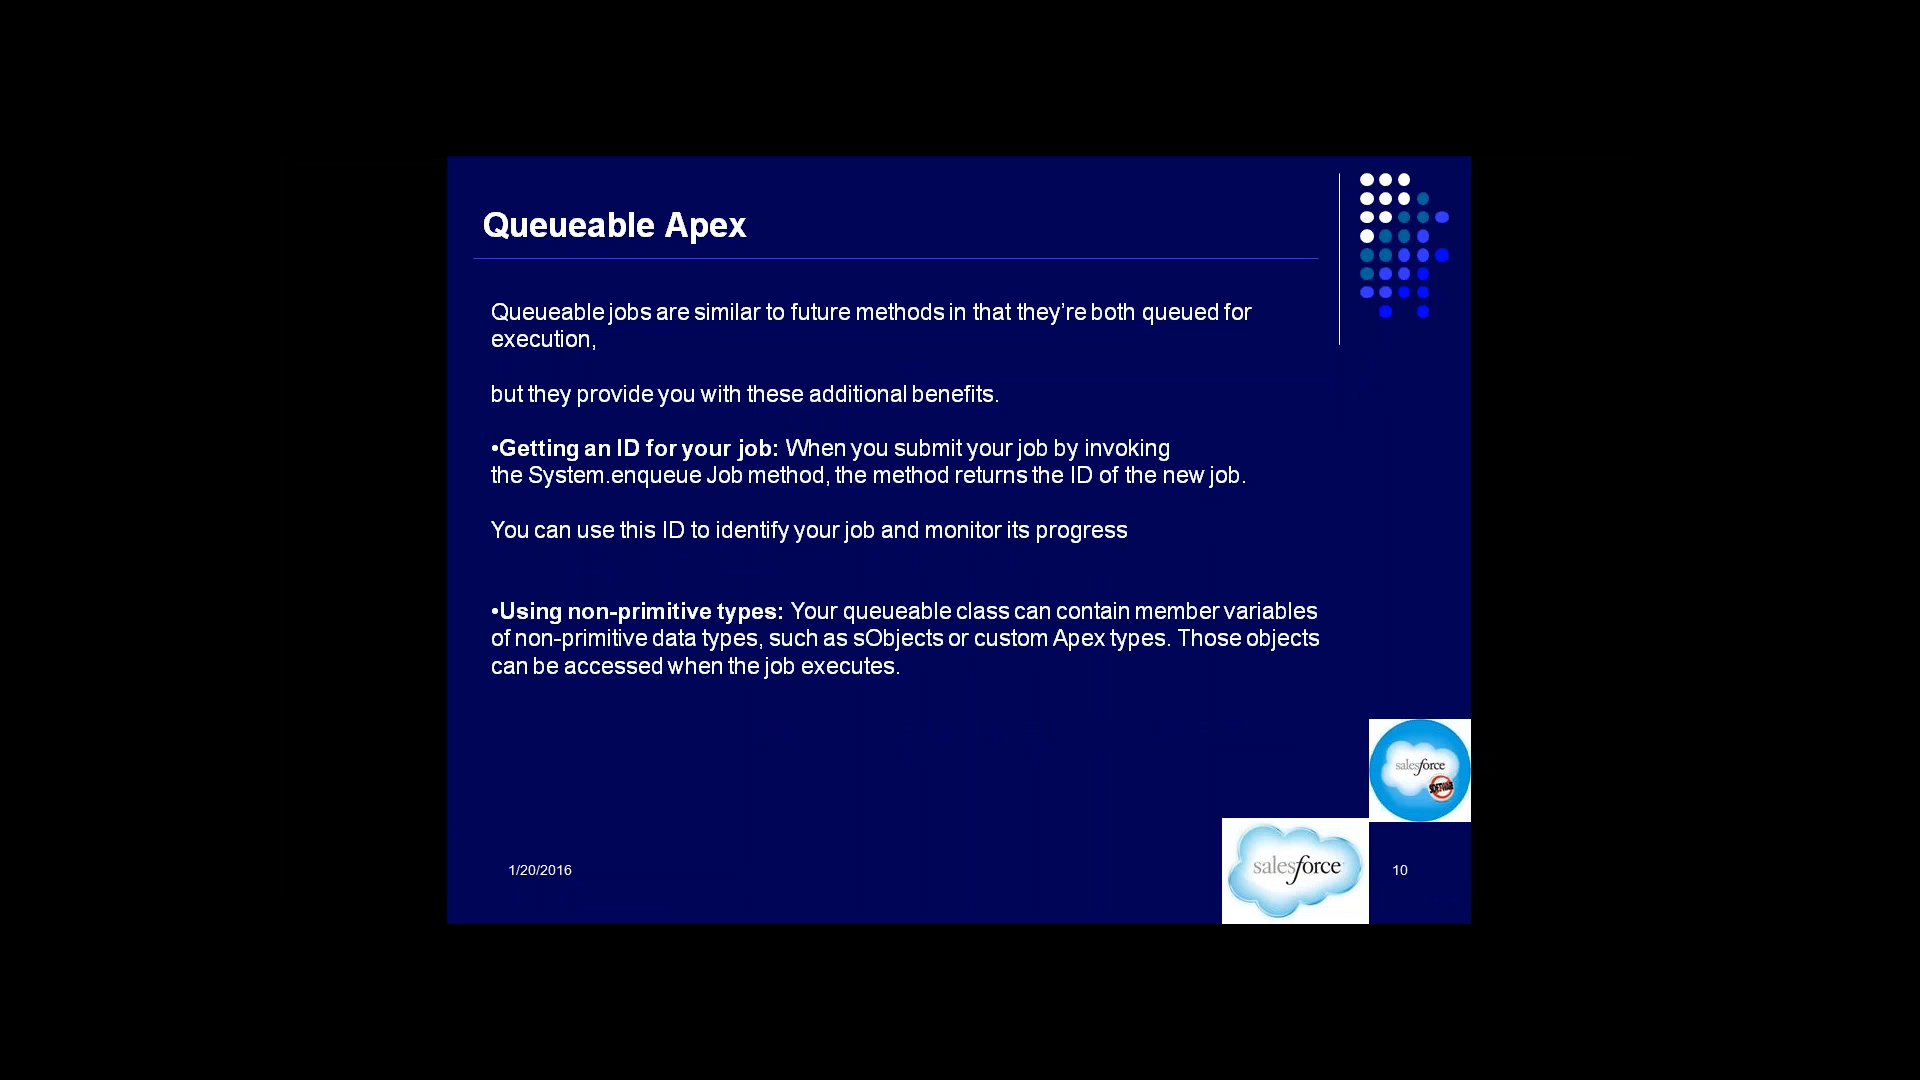 Queueable Apex
Queueable jobs are similar to future methods in that they’re both queued for
execution,
but they provide you with these additional benefits.
•Getting an ID for your job: When you submit your job by invoking
the System.enqueue Job method, the method returns the ID of the new job.
You can use this ID to identify your job and monitor its progress
•Using non-primitive types: Your queueable class can contain member variables
of non-primitive data types, such as sObjects or custom Apex types. Those objects
can be accessed when the job executes.
salesforce
SOFTWARE
1/20/2016
salesforce
10